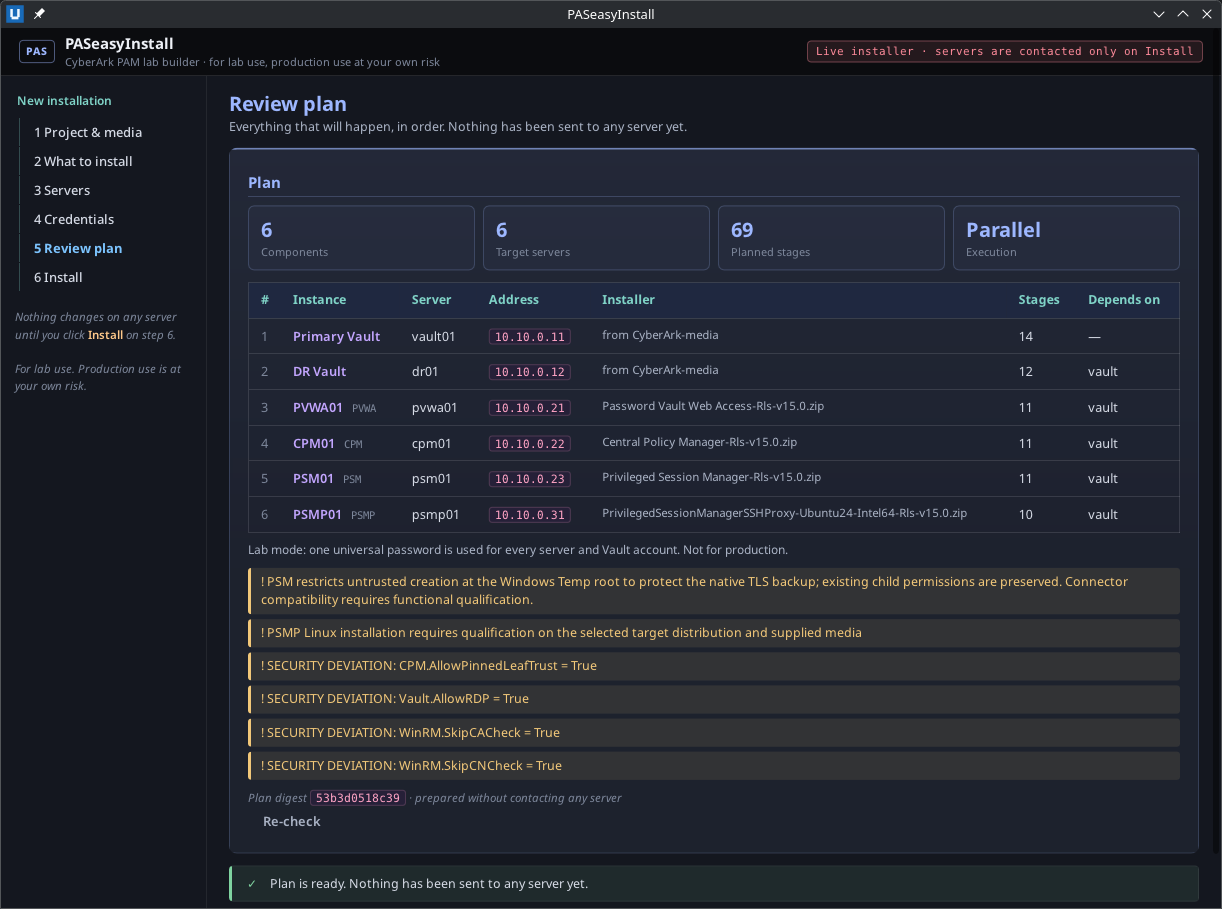 PASeasyInstall
PAS
PASeasyInstall
CyberArk PAM lab builder · for lab use, production use at your own risk
Live installer · servers are contacted only on Install
New installation
1 Project & media
2 What to install
3 Servers
4 Credentials
5 Review plan
6 Install
Nothing changes on any server
until you click Install on step 6.
For lab use. Production use is at
your own risk.
Review plan
Everything that will happen, in order. Nothing has been sent to any server yet.
Plan
6
Components
6
Target servers
69
Planned stages
Parallel
Execution
# Instance Server Address Installer Stages Depends on
1 Primary Vault vault01 10.10.0.11 from CyberArk-media 14 —
2 DR Vault dr01 10.10.0.12 from CyberArk-media 12 vault
3 PVWA01 PVWA pvwa01 10.10.0.21 Password Vault Web Access-Rls-v15.0.zip 11 vault
4 CPM01 CPM cpm01 10.10.0.22 Central Policy Manager-Rls-v15.0.zip 11 vault
5 PSM01 PSM psm01 10.10.0.23 Privileged Session Manager-Rls-v15.0.zip 11 vault
6 PSMP01 PSMP psmp01 10.10.0.31 PrivilegedSessionManagerSSHProxy-Ubuntu24-Intel64-Rls-v15.0.zip 10 vault
Lab mode: one universal password is used for every server and Vault account. Not for production.
! PSM restricts untrusted creation at the Windows Temp root to protect the native TLS backup; existing child permissions are preserved. Connector
compatibility requires functional qualification.
! PSMP Linux installation requires qualification on the selected target distribution and supplied media
! SECURITY DEVIATION: CPM.AllowPinnedLeafTrust = True
! SECURITY DEVIATION: Vault.AllowRDP = True
! SECURITY DEVIATION: WinRM.SkipCACheck = True
! SECURITY DEVIATION: WinRM.SkipCNCheck = True
Plan digest 53b3d0518c39 · prepared without contacting any server
Re-check
✓ Plan is ready. Nothing has been sent to any server yet.